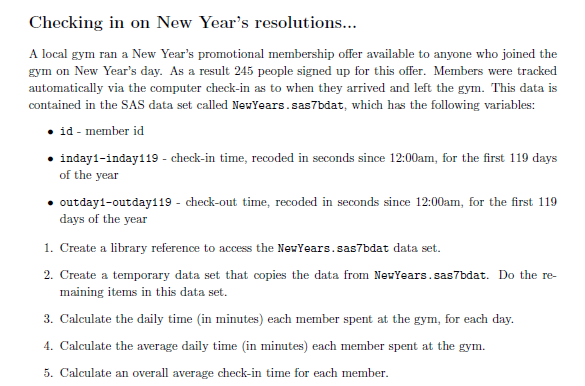 Checking in on New Year's resolutions...
A local gym ran a New Year's promotional membership offer available to anyone who joined the
gym on New Year's day. As a result 245 people signed up for this offer. Members were tracked
automatically via the computer check-in as to when they arrived and left the gym. This data is
contained in the SAS data set called NewYears.sas7bdat, which has the following variables:
• id - member id
• inday1-inday119 - check-in time, recoded in seconds since 12:00am, for the first 119 days
of the year
• outday1-outday119 - check-out time, recoded in seconds since 12:00am, for the first 119
days of the year
1. Create a library reference to access the NewYears.sas7bdat data set.
2. Create a temporary data set that copies the data from NewYears.sas7bdat. Do the re-
maining items in this data set.
3. Calculate the daily time (in minutes) each member spent at the gym, for each day.
4. Calculate the average daily time (in minutes) each member spent at the gym.
5. Calculate an overall average check-in time for each member.